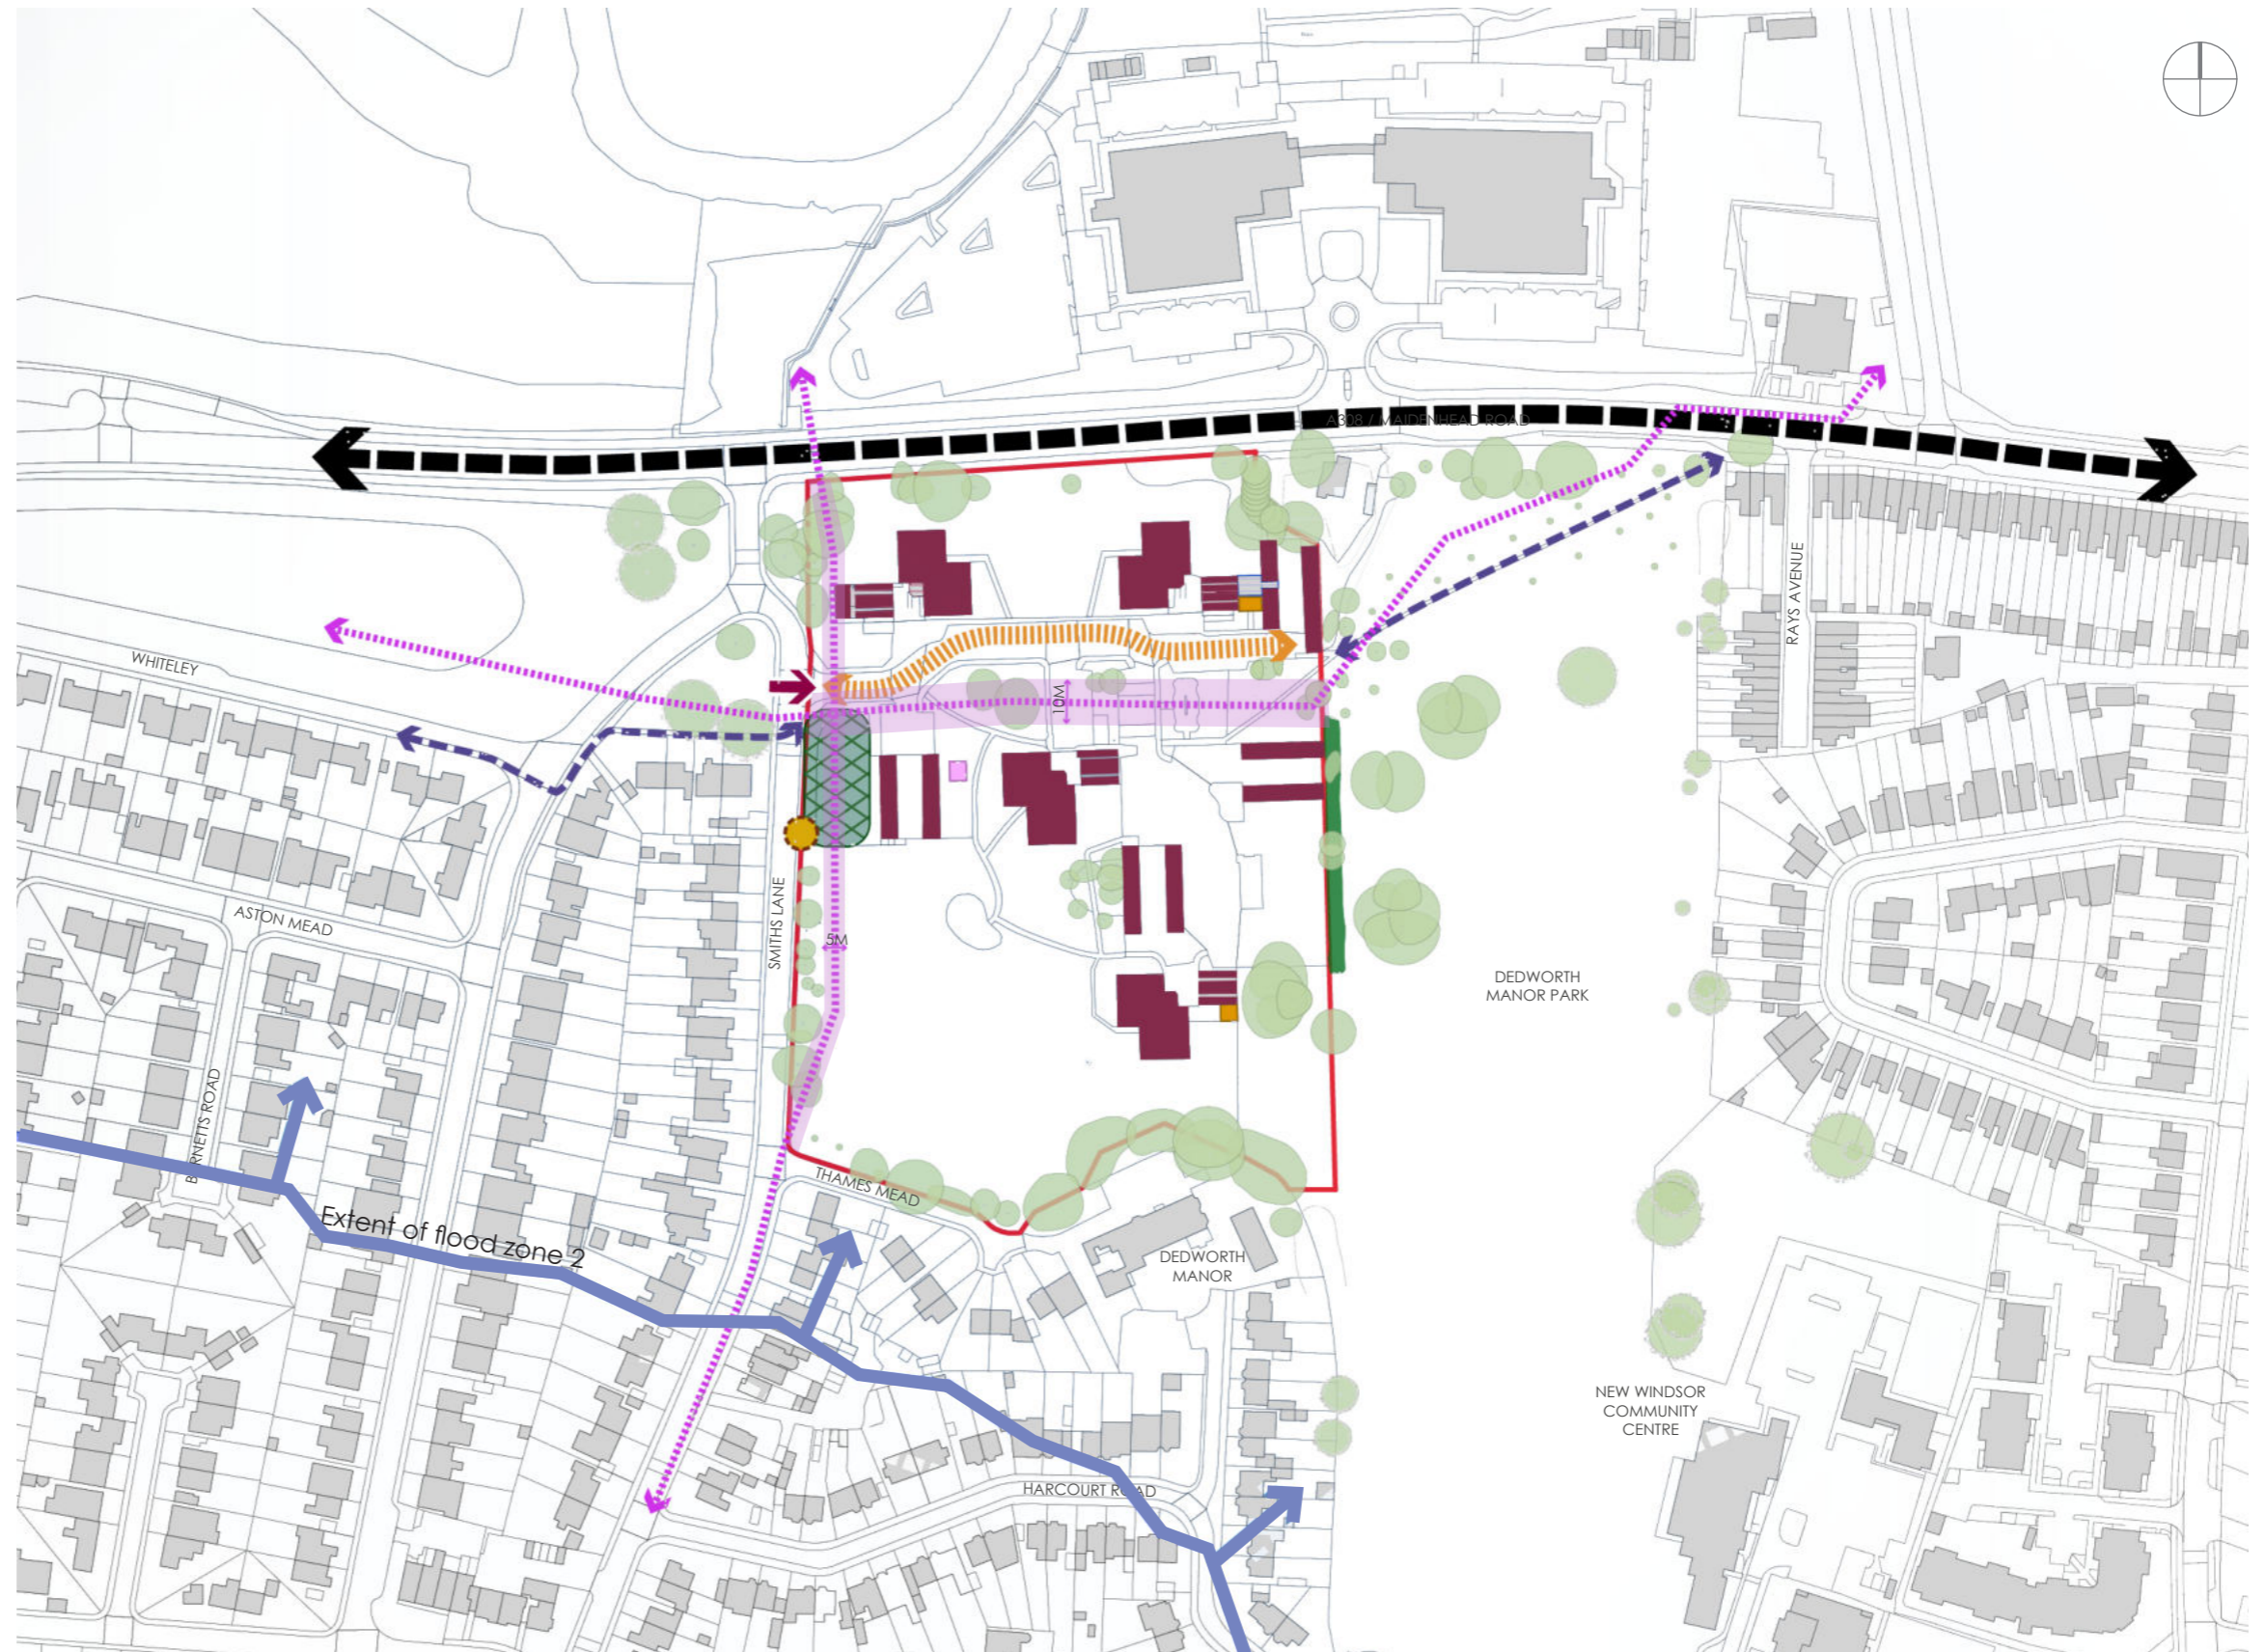 A308 / MAIDENHEAD ROAD
RAYS AVENUE
WHITELEY
10M
SMITHS LANE
ASTON MEAD
5M
DEDWORTH
MANOR PARK
BURNETTS ROAD
THAMES MEAD
Extent of flood zone 2
DEDWORTH
MANOR
NEW WINDSOR
COMMUNITY
CENTRE
HARCOURT ROAD